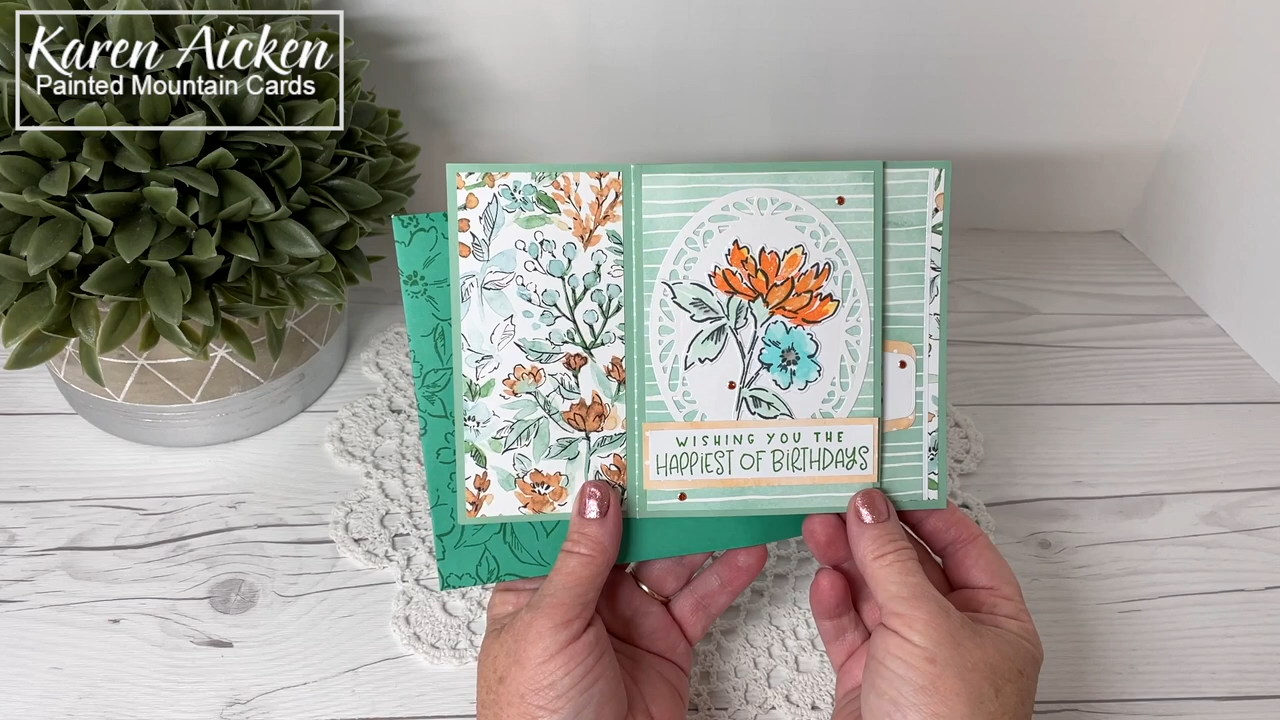 Karen Aicken
Painted Mountain Cards
WISHING YOU THE
HAPPIEST OF BIRTHDAYS